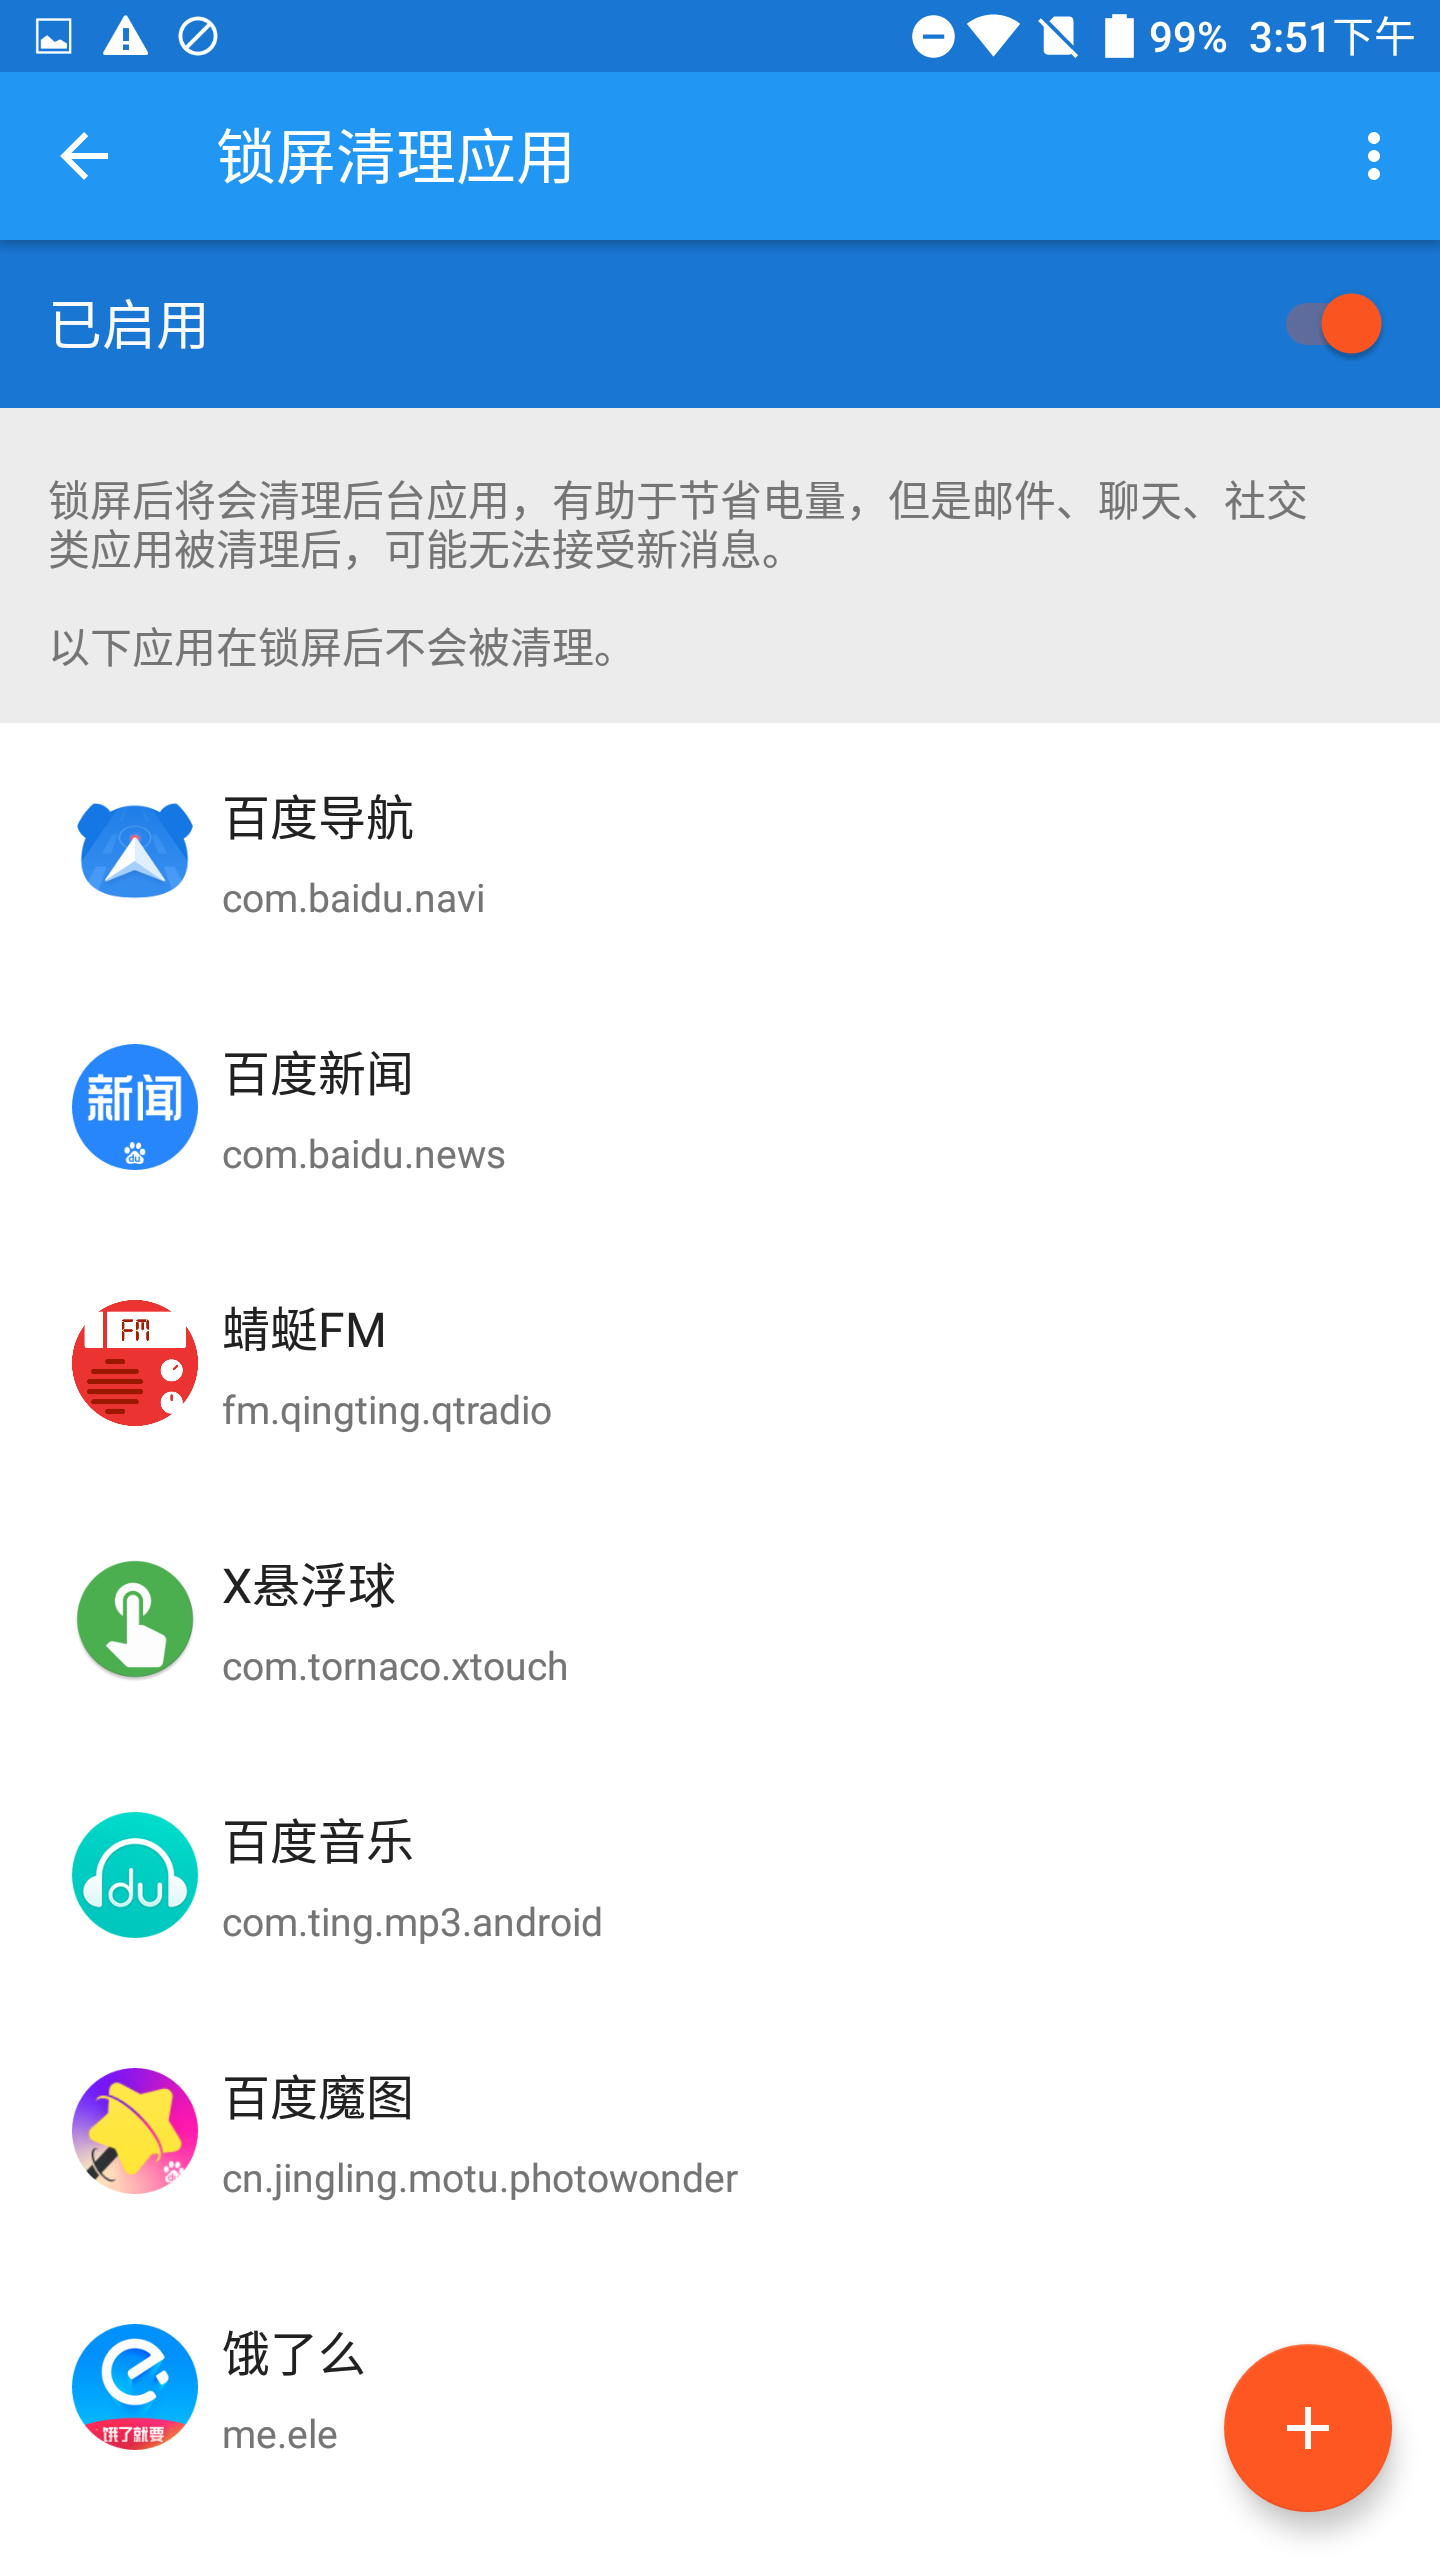 99% 3:51下午
锁屏清理应用
已启用
锁屏后将会清理后台应用，有助于节省电量，但是邮件、聊天、社交
类应用被清理后，可能无法接受新消息。
以下应用在锁屏后不会被清理。
百度导航
com.baidu.navi
新闻
du
百度新闻
com.baidu.news
FM
蜻蜓FM
fm.qingting.qtradio
X悬浮球
com.tornaco.xtouch
du
百度音乐
com.ting.mp3.android
百度魔图
cn.jingling.motu.photowonder
饿了就要
饿了么
me.ele